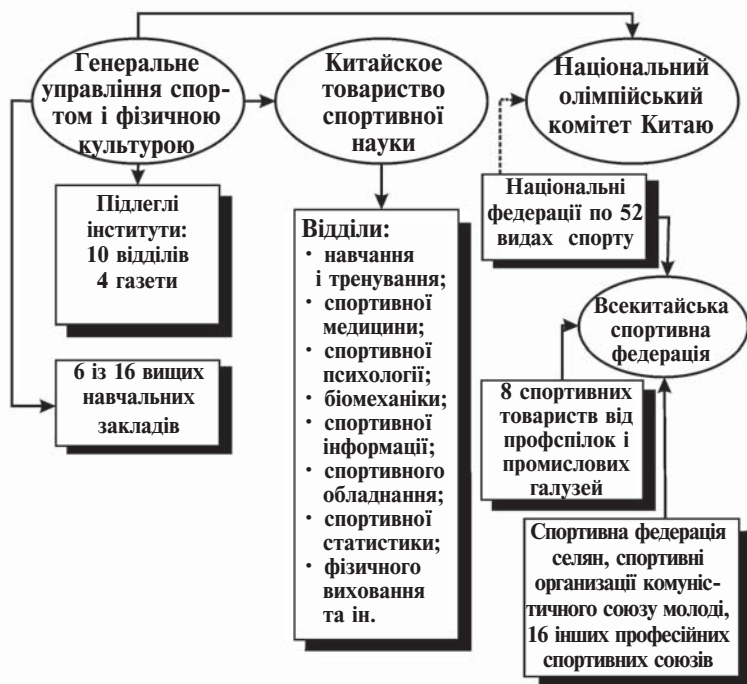 Генеральне
управління спор-
том і фізичною
культурою
Китайское
товариство
спортивної
науки
Національний
олімпійський
комітет Китаю
Підлеглі
інститути:
10 відділів
4 газети
6 із 16 вищих
навчальних
закладів
Відділи:
· навчання
і тренування;
· спортивної
медицини;
· спортивної
психології;
· біомеханіки;
· спортивної
інформації;
· спортивного
обладнання;
· спортивної
статистики;
· фізичного
виховання
та ін.
Національні
федерації по 52
видах спорту
Всекитайська
спортивна
федерація
8 спортивних
товариств від
профспілок і
промислових
галузей
Спортивна федерація
селян, спортивні
організації комуніс-
тичного союзу молоді,
16 інших професійних
спортивних союзів